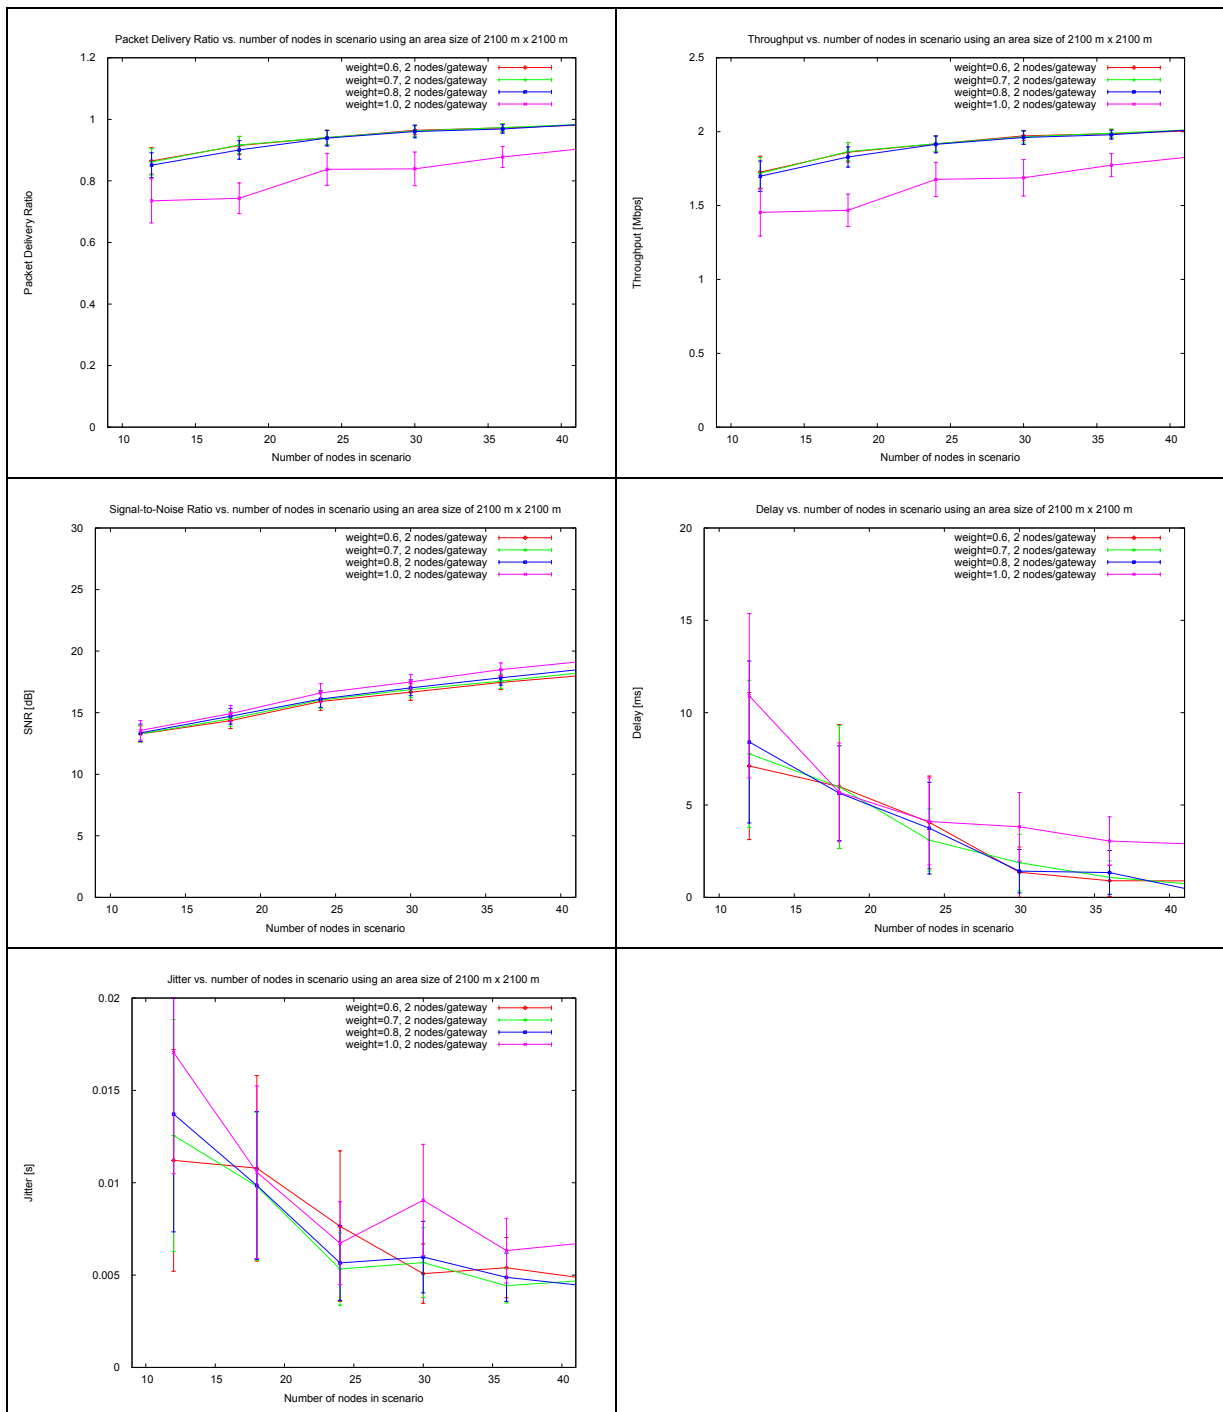 Packet Delivery Ratio vs. number of nodes in scenario using an area size of 2100 m x 2100 m
weight=0.6, 2 nodes/gateway
weight=0.7, 2 nodes/gateway
weight=0.8, 2 nodes/gateway
weight=1.0, 2 nodes/gateway
Packet Delivery Ratio
1.2
1
0.8
0.6
0.4
0.2
0
10 15 20 25 30 35 40
Number of nodes in scenario
Throughput vs. number of nodes in scenario using an area size of 2100 m x 2100 m
weight=0.6, 2 nodes/gateway
weight=0.7, 2 nodes/gateway
weight=0.8, 2 nodes/gateway
weight=1.0, 2 nodes/gateway
Throughput [Mbps]
2.5
2
1.5
1
0.5
0
10 15 20 25 30 35 40
Number of nodes in scenario
Signal-to-Noise Ratio vs. number of nodes in scenario using an area size of 2100 m x 2100 m
weight=0.6, 2 nodes/gateway
weight=0.7, 2 nodes/gateway
weight=0.8, 2 nodes/gateway
weight=1.0, 2 nodes/gateway
SNR [dB]
30
25
20
15
10
5
0
10 15 20 25 30 35 40
Number of nodes in scenario
Delay vs. number of nodes in scenario using an area size of 2100 m x 2100 m
weight=0.6, 2 nodes/gateway
weight=0.7, 2 nodes/gateway
weight=0.8, 2 nodes/gateway
weight=1.0, 2 nodes/gateway
Delay [ms]
20
15
10
5
0
10 15 20 25 30 35 40
Number of nodes in scenario
Jitter vs. number of nodes in scenario using an area size of 2100 m x 2100 m
weight=0.6, 2 nodes/gateway
weight=0.7, 2 nodes/gateway
weight=0.8, 2 nodes/gateway
weight=1.0, 2 nodes/gateway
Jitter [s]
0.02
0.015
0.01
0.005
0
10 15 20 25 30 35 40
Number of nodes in scenario